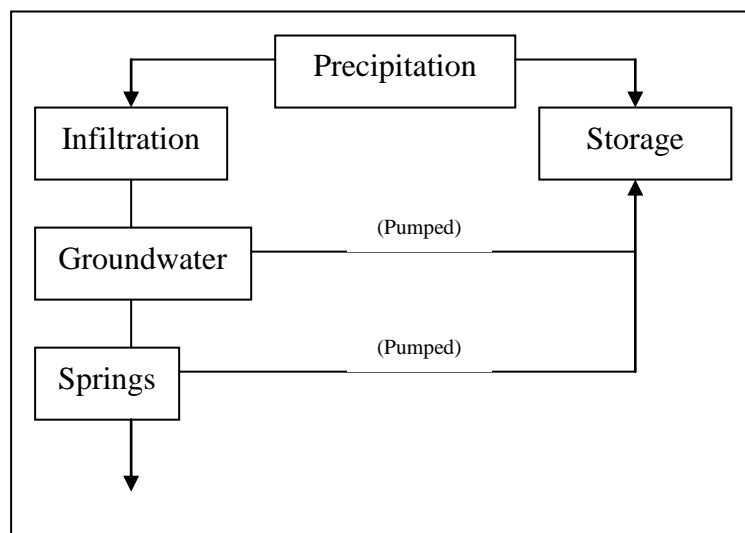 Precipitation
Infiltration
Storage
(Pumped)
Groundwater
(Pumped)
Springs